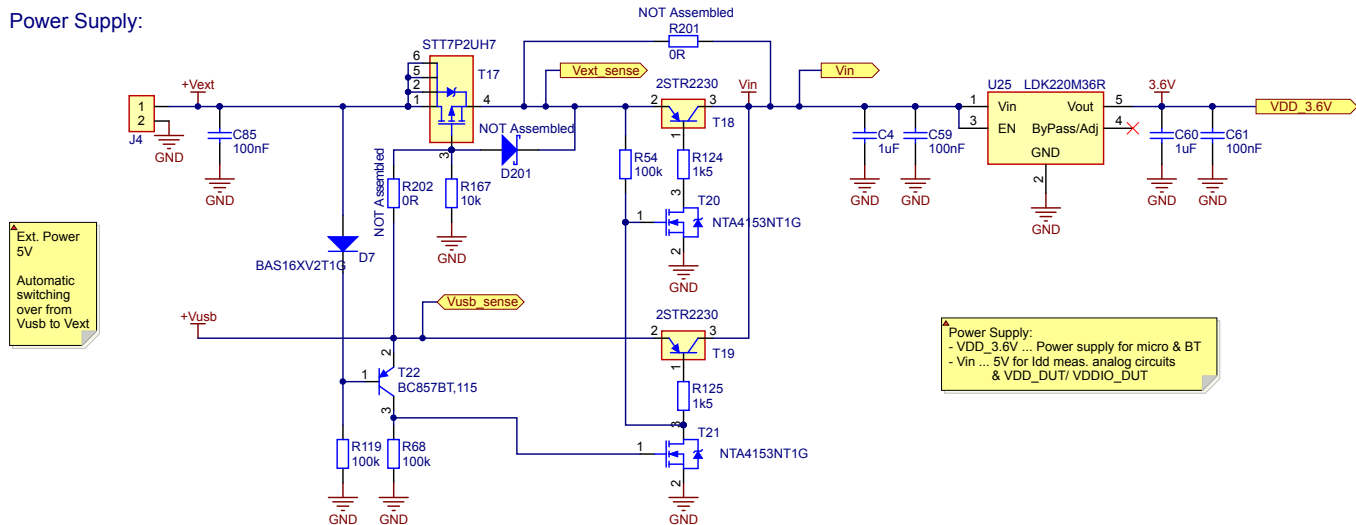 Power Supply:
NOT Assembled
R201
0R
STT7P2UH7
6
5
2
1
T17
4
3
+Vext
Vext_sense
2STR2230
2
3
T18
1
Vin
Vin
U25 LDK220M36R
1
Vin
3
EN
Vout
5
ByPass/Adj
4
GND
2
GND
3.6V
VDD_3.6V
1
2
J4
GND
C85
100nF
GND
NOT Assembled
D201
NOT Assembled
R202
0R
R167
10k
GND
R54
100k
R124
1k5
3
T20
1
NTA4153NT1G
2
GND
C4
1uF
GND
C59
100nF
GND
C60
1uF
GND
C61
100nF
GND
Ext. Power
5V
Automatic
switching
over from
Vusb to Vext
D7
BAS16XV2T1G
+Vusb
Vusb_sense
2STR2230
2
3
T19
1
Power Supply:
- VDD_3.6V ... Power supply for micro & BT
- Vin ... 5V for Idd meas. analog circuits
& VDD_DUT/ VDDIO_DUT
2
T22
1
BC857BT,115
3
R125
1k5
3
T21
1
NTA4153NT1G
2
GND
R119
100k
GND
R68
100k
GND